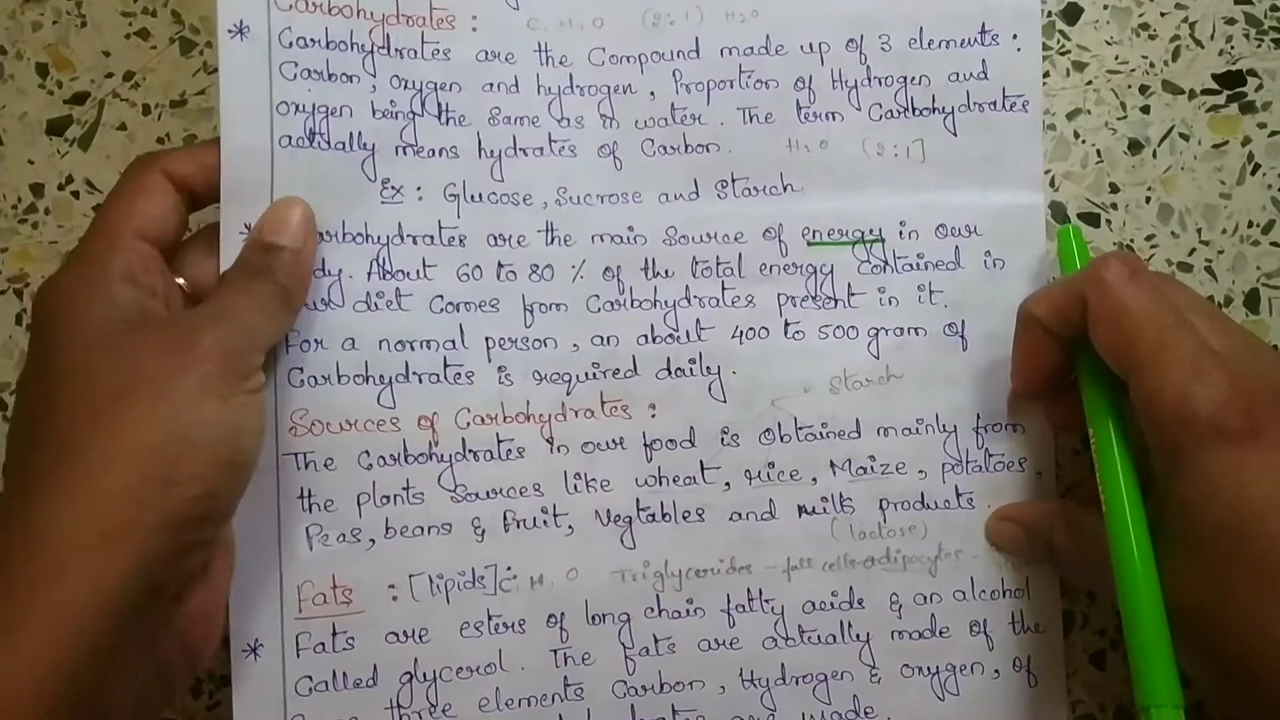 Carbohydrates : C, H, O (2:1) H2O
* Carbohydrates are the Compound made up of 3 elements :
Carbon, oxygen and hydrogen, Proportion of Hydrogen and
oxygen being the Same as in water. The term Carbohydrates
actually means hydrates of Carbon. H2O (2:1]
Ex : Glucose, Sucrose and Starch
* arbohydrates are the main Source of energy in our
dy. About 60 to 80 % of the total energy contained in
diet Comes from Carbohydrates present in it.
For a normal person, an about 400 to 500 gram of
Carbohydrates is required daily.
Starch
Sources of Carbohydrates :
The Carbohydrates in our food is obtained mainly from
the plants Sources like wheat, rice, Maize, potatoes,
Peas, beans & Fruit, Vegtables and milk products.
(lactose)
Fats : [lipids] C, H, O Triglycerides - fat cells adipocytes -
* Fats are esters of long chain fatty acids & an alcohol
Called glycerol. The fats are actually made of the
three elements Carbon, Hydrogen & oxygen, of
are made.